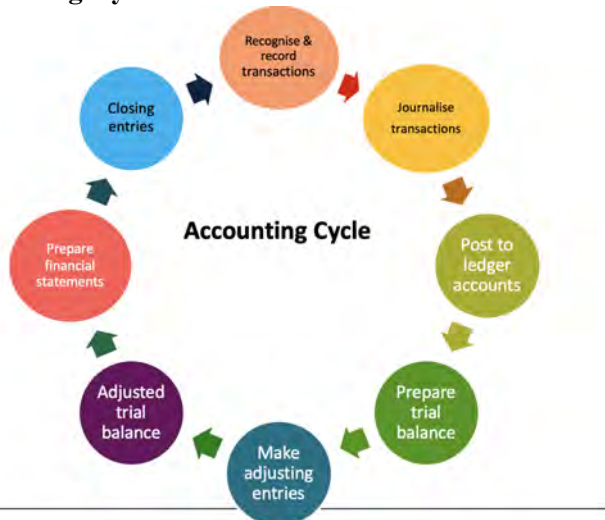 Recognise &
record
transactions
Journalise
transactions
Post to
ledger
accounts
Prepare
trial
balance
Make
adjusting
entries
Adjusted
trial
balance
Prepare
financial
statements
Closing
entries
Accounting Cycle